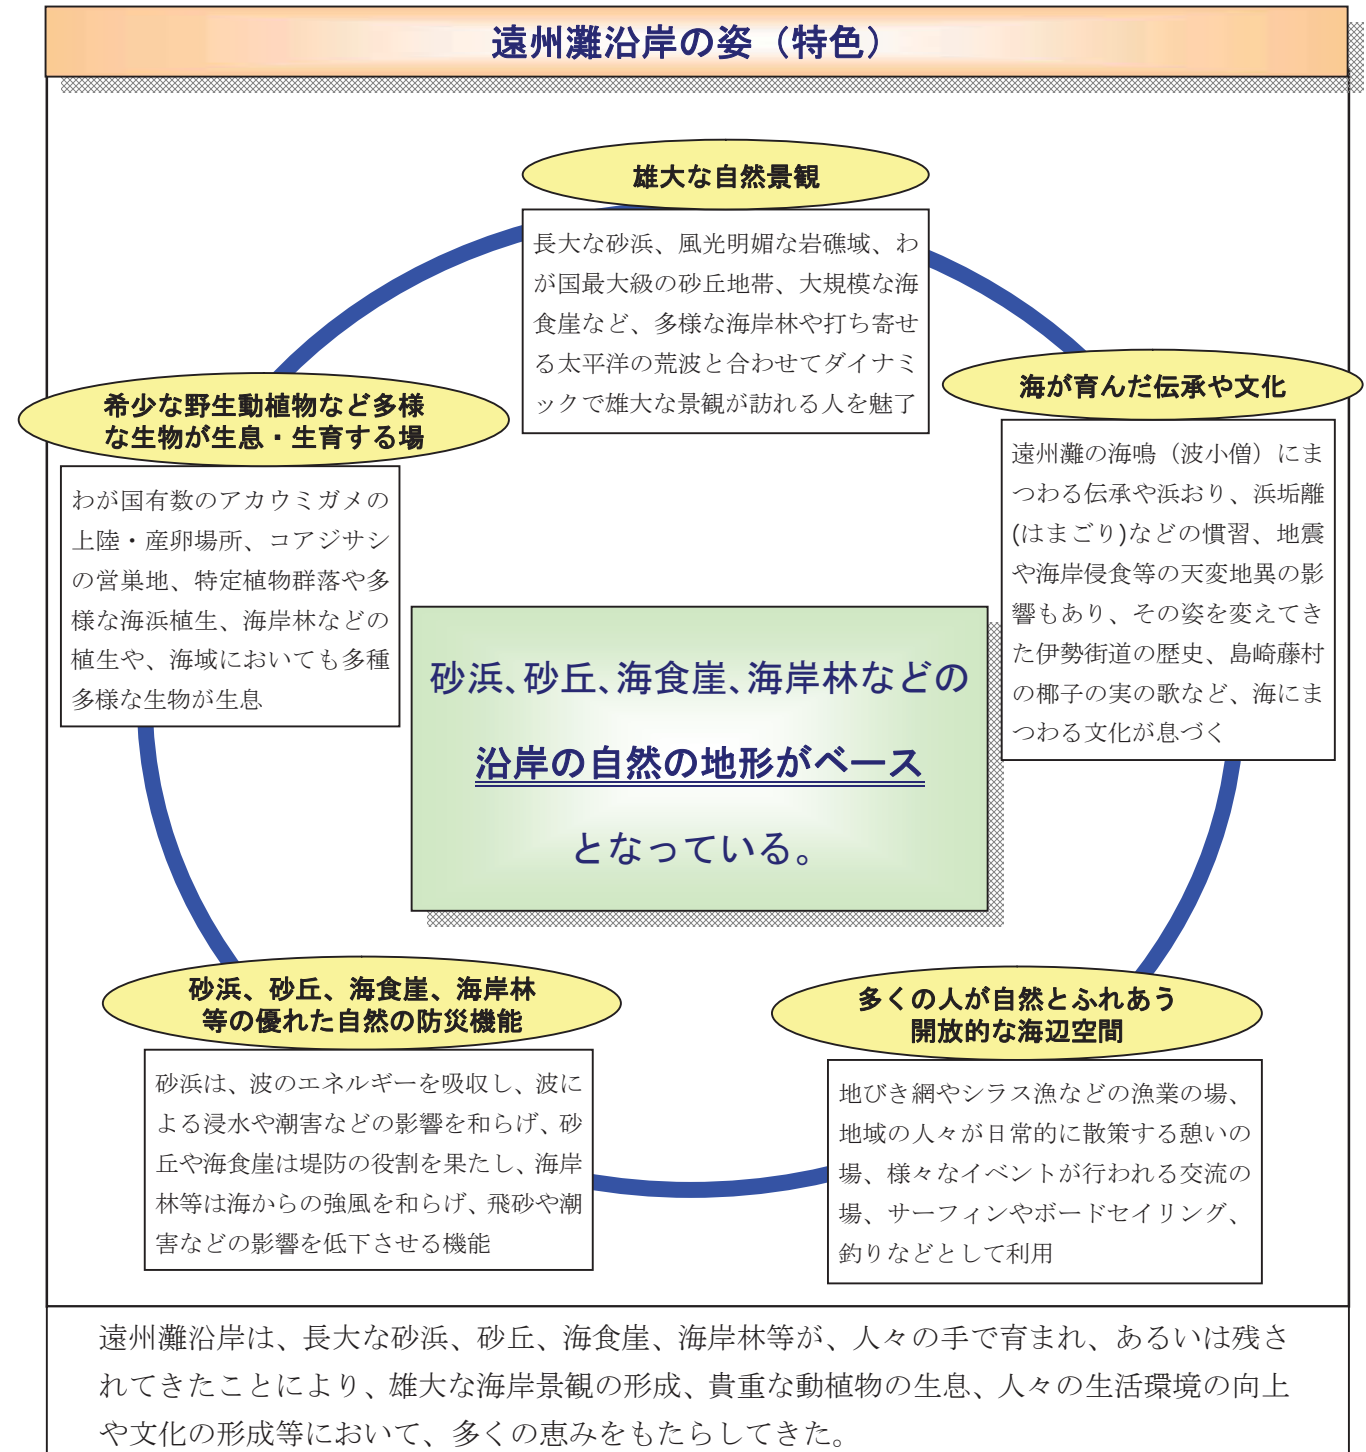 遠州灘沿岸の姿（特色）
雄大な自然景観
長大な砂浜、風光明媚な岩礁域、わ
が国最大級の砂丘地帯、大規模な海
食崖など、多様な海岸林や打ち寄せ
る太平洋の荒波と合わせてダイナミ
ックで雄大な景観が訪れる人を魅了
海が育んだ伝承や文化
遠州灘の海鳴（波小僧）にま
つわる伝承や浜おり、浜垢離
(はまごり)などの慣習、地震
や海岸侵食等の天変地異の影
響もあり、その姿を変えてき
た伊勢街道の歴史、島崎藤村
の椰子の実の歌など、海にま
つわる文化が息づく
希少な野生動植物など多様
な生物が生息・生育する場
わが国有数のアカウミガメの
上陸・産卵場所、コアジサシ
の営巣地、特定植物群落や多
様な海浜植生、海岸林などの
植生や、海域においても多種
多様な生物が生息
砂浜、砂丘、海食崖、海岸林などの
沿岸の自然の地形がベース
となっている。
砂浜、砂丘、海食崖、海岸林
等の優れた自然の防災機能
砂浜は、波のエネルギーを吸収し、波に
よる浸水や潮害などの影響を和らげ、砂
丘や海食崖は堤防の役割を果たし、海岸
林等は海からの強風を和らげ、飛砂や潮
害などの影響を低下させる機能
多くの人が自然とふれあう
開放的な海辺空間
地びき網やシラス漁などの漁業の場、
地域の人々が日常的に散策する憩いの
場、様々なイベントが行われる交流の
場、サーフィンやボードセイリング、
釣りなどとして利用
遠州灘沿岸は、長大な砂浜、砂丘、海食崖、海岸林等が、人々の手で育まれ、あるいは残さ
れてきたことにより、雄大な海岸景観の形成、貴重な動植物の生息、人々の生活環境の向上
や文化の形成等において、多くの恵みをもたらしてきた。